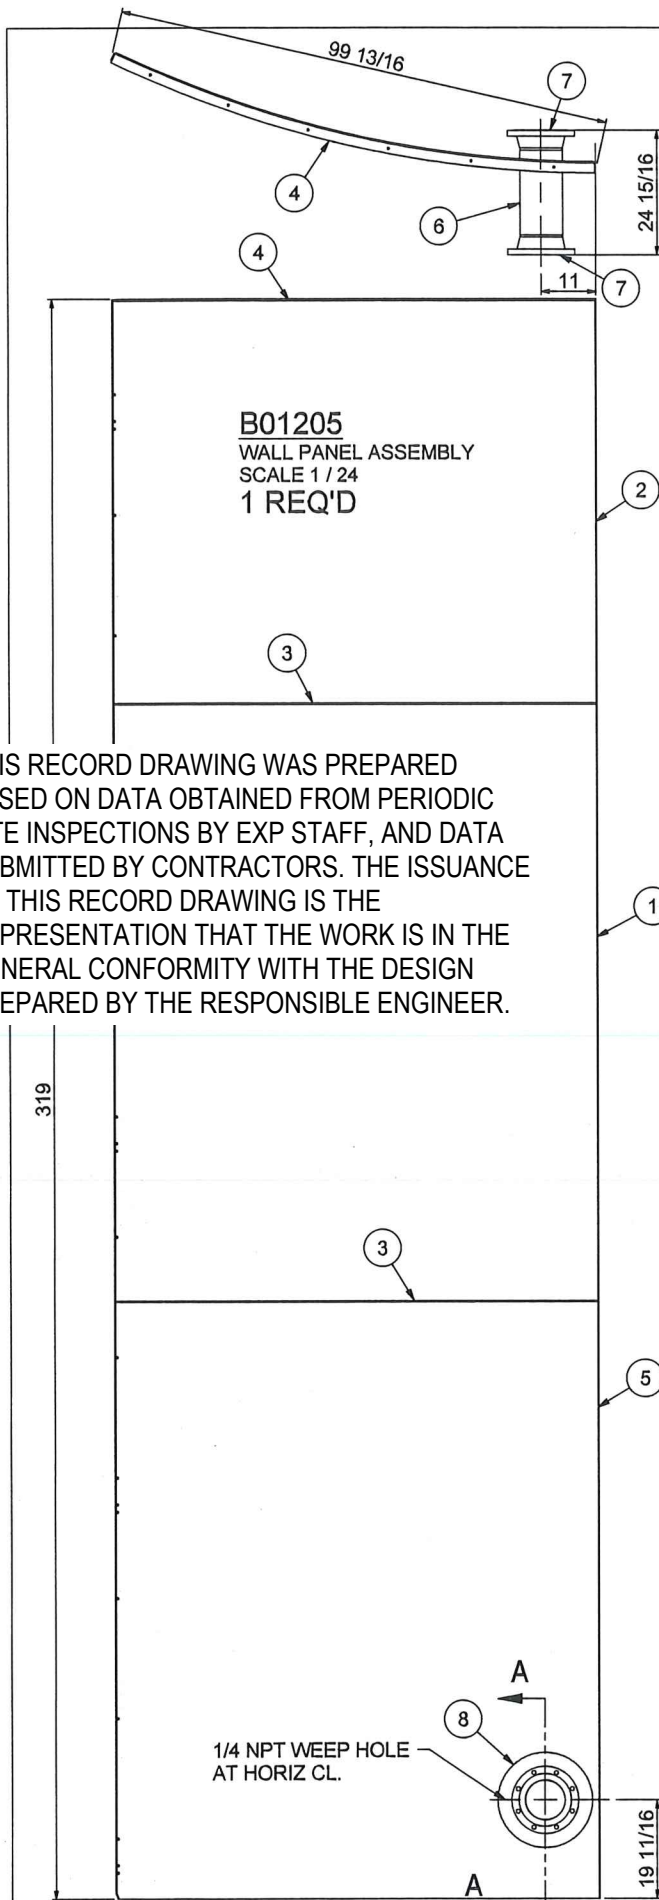 99 13/16
7
4
24 15/16
6
4
11
7
B01205
WALL PANEL ASSEMBLY
SCALE 1 / 24
1 REQ'D
2
3
IS RECORD DRAWING WAS PREPARED
SED ON DATA OBTAINED FROM PERIODIC
TE INSPECTIONS BY EXP STAFF, AND DATA
BMITTED BY CONTRACTORS. THE ISSUANCE
THIS RECORD DRAWING IS THE
PRESENTATION THAT THE WORK IS IN THE
NERAL CONFORMITY WITH THE DESIGN
EPARED BY THE RESPONSIBLE ENGINEER.
1
319
3
5
A
8
1/4 NPT WEEP HOLE
AT HORIZ CL.
19 11/16
A